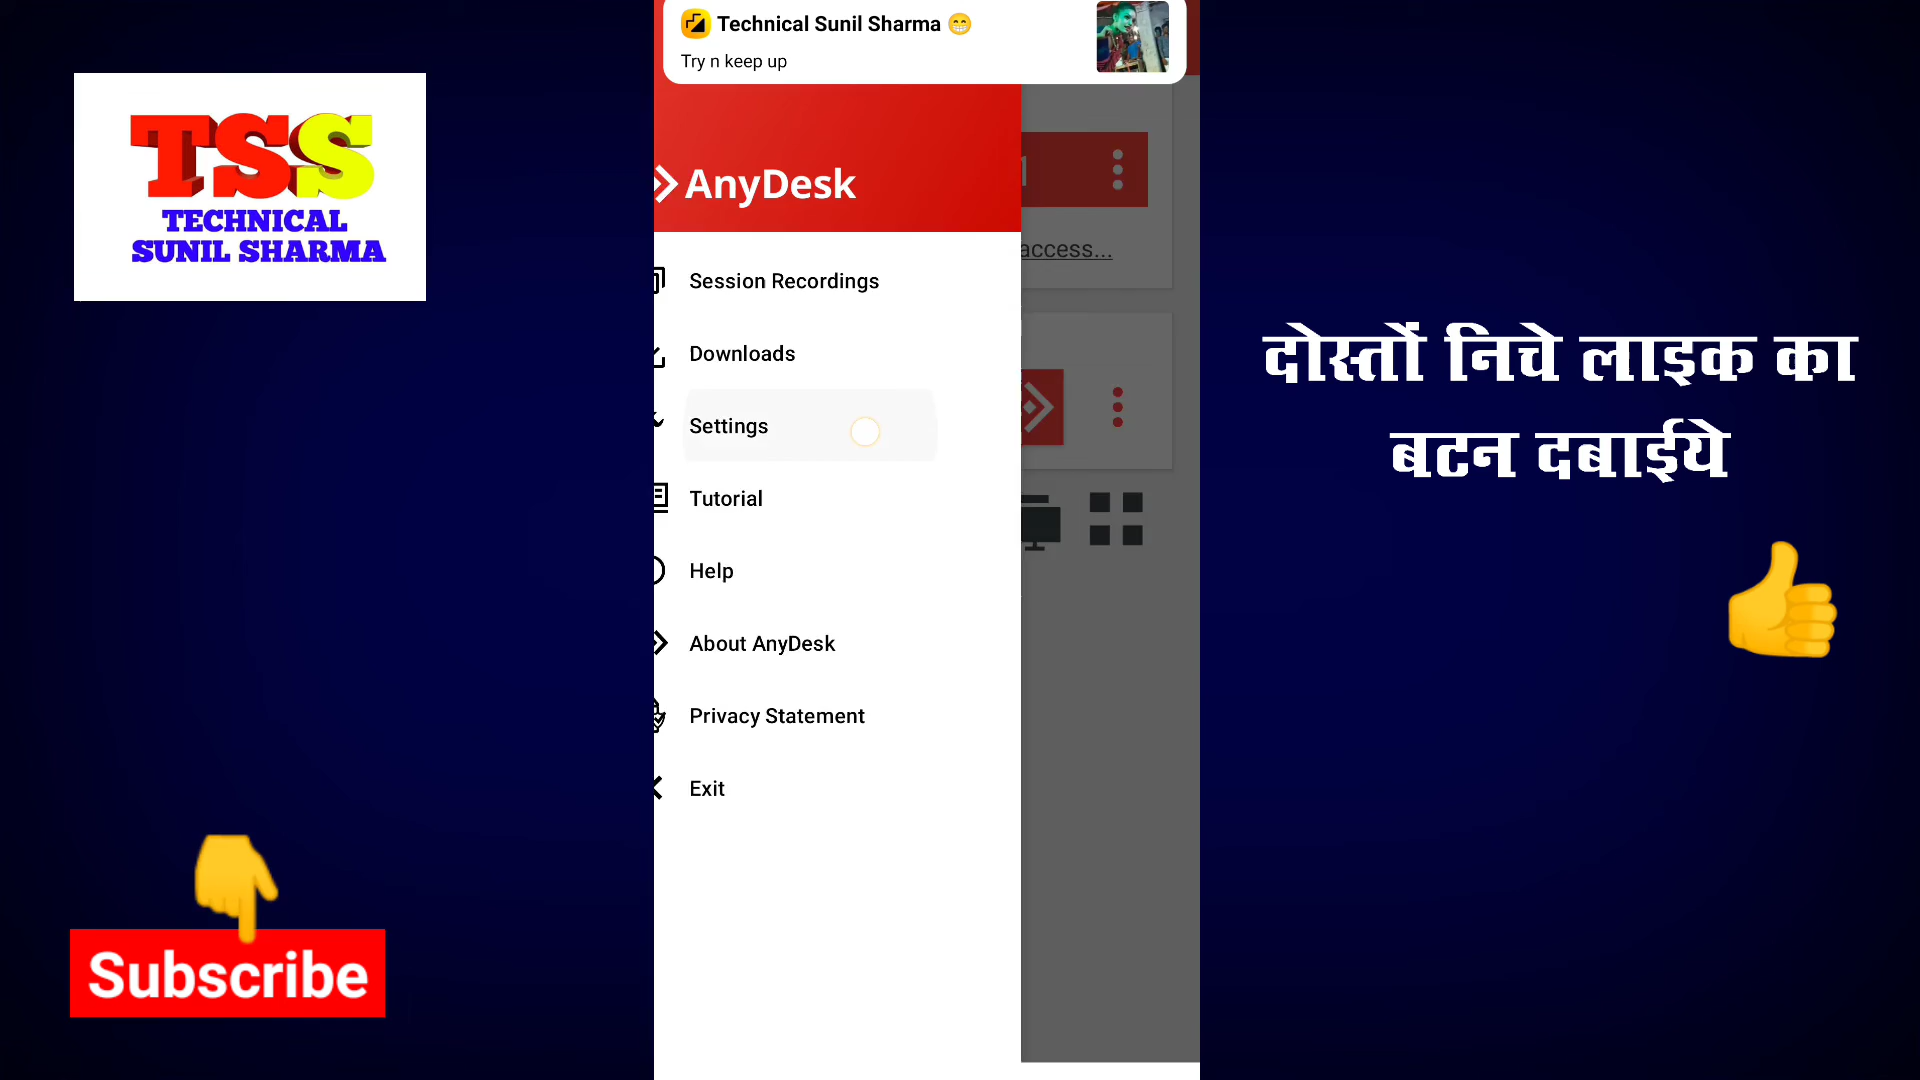 TSS
TECHNICAL
SUNIL SHARMA
Technical Sunil Sharma 😁
Try n keep up
AnyDesk
access...
Session Recordings
Downloads
Settings
Tutorial
Help
About AnyDesk
Privacy Statement
Exit
दोस्तों निचे लाइक का
बटन दबाईये
Subscribe